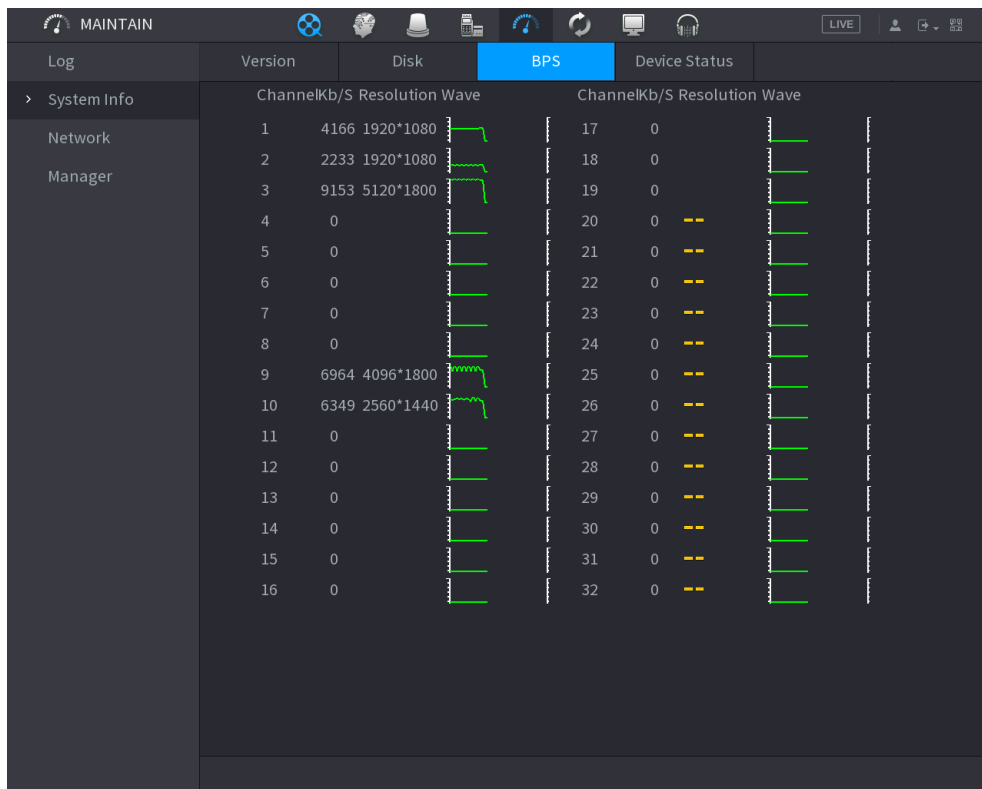 MAINTAIN LIVE
Log Version Disk BPS Device Status
System Info
Network
Manager
ChannelKb/S Resolution Wave ChannelKb/S Resolution Wave
1 4166 1920*1080 17 0
2 2233 1920*1080 18 0
3 9153 5120*1800 19 0
4 0 20 0 --
5 0 21 0 --
6 0 22 0 --
7 0 23 0 --
8 0 24 0 --
9 6964 4096*1800 25 0 --
10 6349 2560*1440 26 0 --
11 0 27 0 --
12 0 28 0 --
13 0 29 0 --
14 0 30 0 --
15 0 31 0 --
16 0 32 0 --